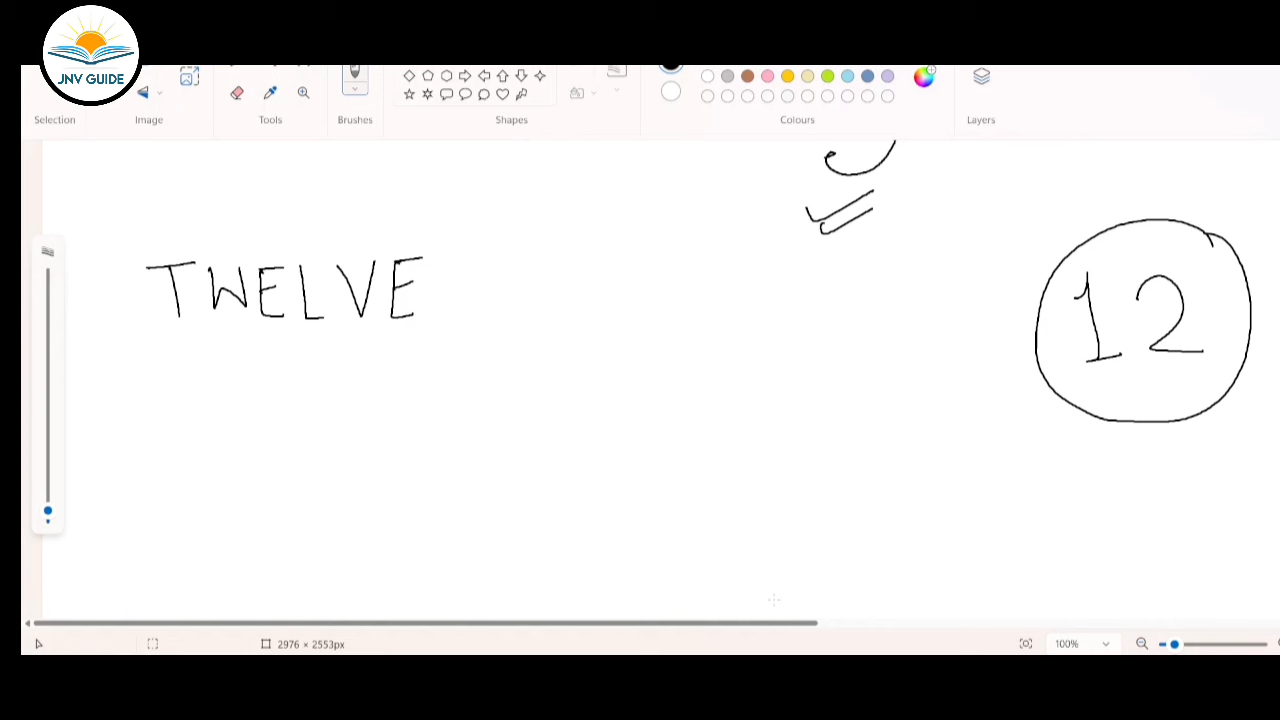 JNV GUIDE
Selection
Image
Tools
Brushes
Shapes
Colours
Layers
TWELVE
12
2976 × 2553px
100%